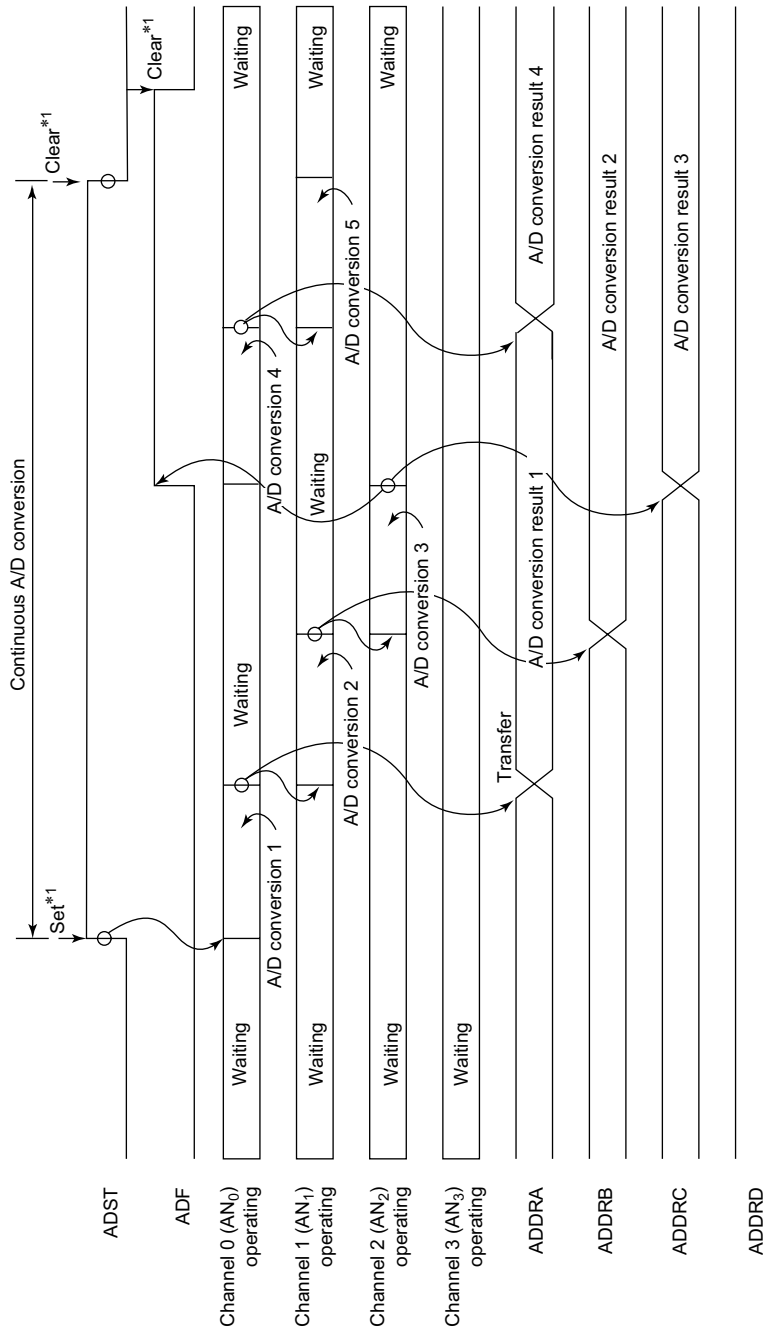 Continuous A/D conversion
Set*1
Clear*1
Clear*1
ADST
ADF
Channel 0 (AN0)
operating
Waiting
A/D conversion 1
Waiting
A/D conversion 4
Waiting
Channel 1 (AN1)
operating
Waiting
A/D conversion 2
Waiting
A/D conversion 5
Waiting
Channel 2 (AN2)
operating
Waiting
A/D conversion 3
Waiting
Channel 3 (AN3)
operating
Waiting
Transfer
ADDRA
A/D conversion result 1
A/D conversion result 4
ADDRB
A/D conversion result 2
ADDRC
A/D conversion result 3
ADDRD